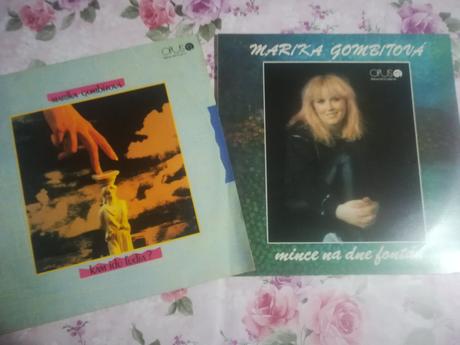 OPUS
MARIKA GOMBITOVÁ
KAM IDÚ ĽUDIA?
MARIKA GOMBITOVÁ
OPUS
mince na dne fontán